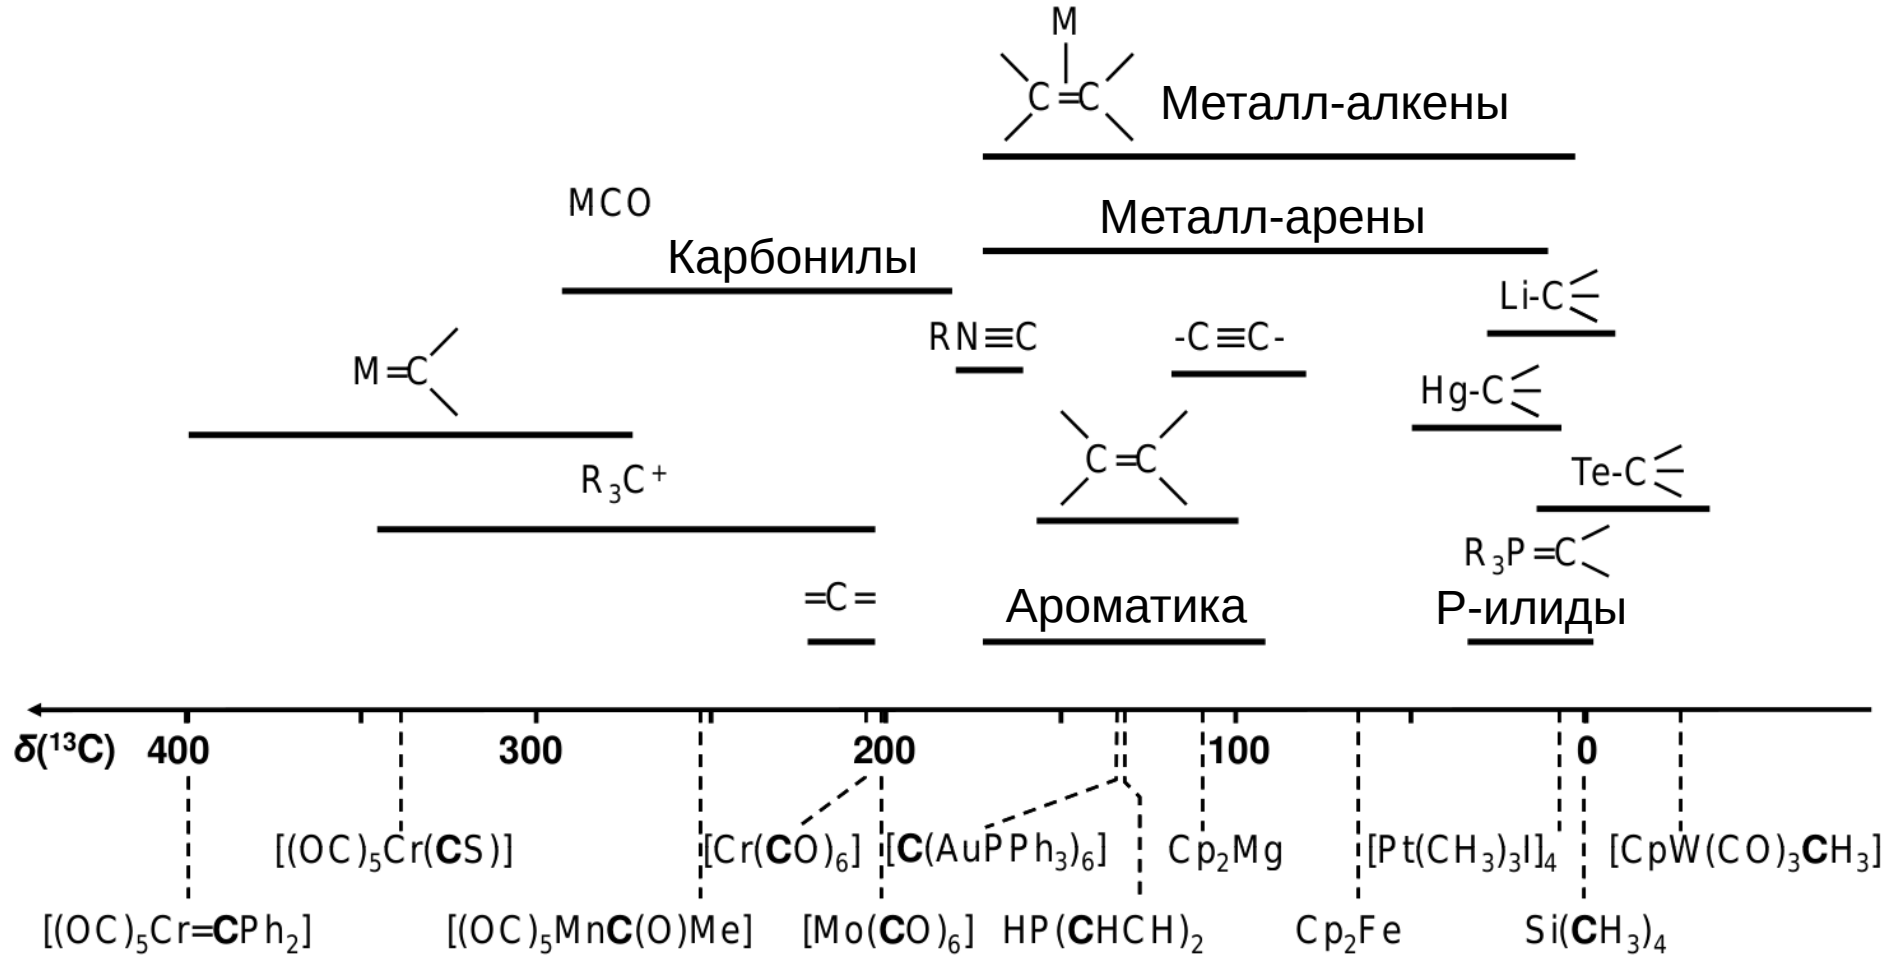 M
C=C Металл-алкены
MCO
Металл-арены
Карбонилы
Li-C
RN≡C
-C≡C-
M=C
Hg-C
C=C
R₃C⁺
Te-C
R₃P=C
=C=
Ароматика
Р-илиды
δ(¹³C) 400 300 200 100 0
[(OC)₅Cr(CS)] [Cr(CO)₆] [C(AuPPh₃)₆] Cp₂Mg [Pt(CH₃)₃I]₄ [CpW(CO)₃CH₃]
[(OC)₅Cr=CPh₂] [(OC)₅MnC(O)Me] [Mo(CO)₆] HP(CHCH)₂ Cp₂Fe Si(CH₃)₄